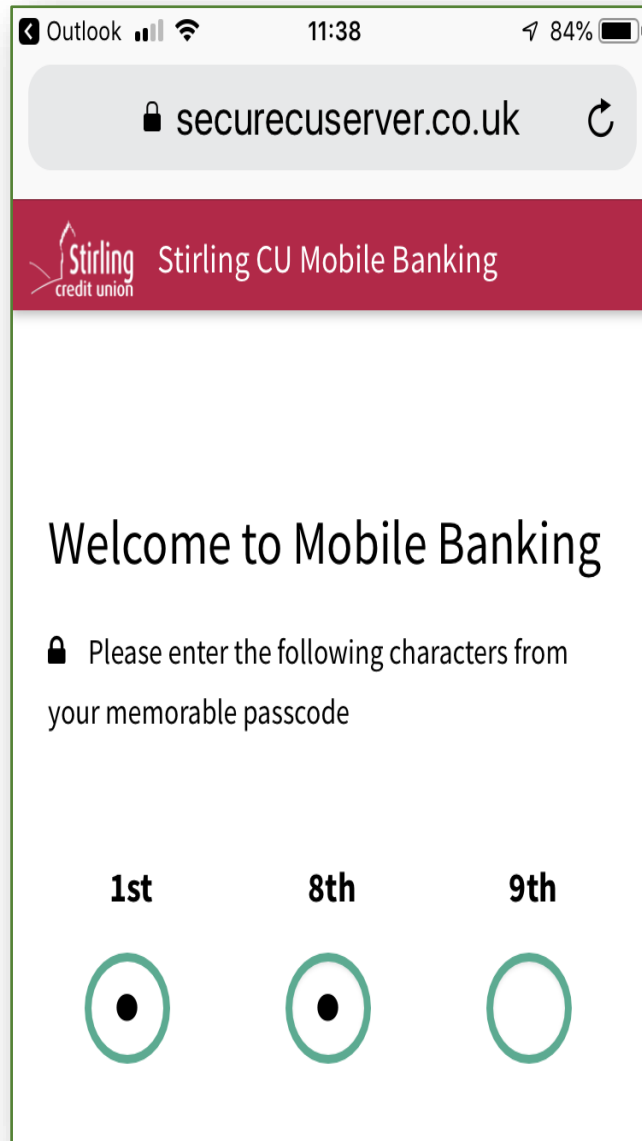 Outlook 11:38 84%
securecuserver.co.uk
Stirling
credit union
Stirling CU Mobile Banking
Welcome to Mobile Banking
Please enter the following characters from
your memorable passcode
1st 8th 9th